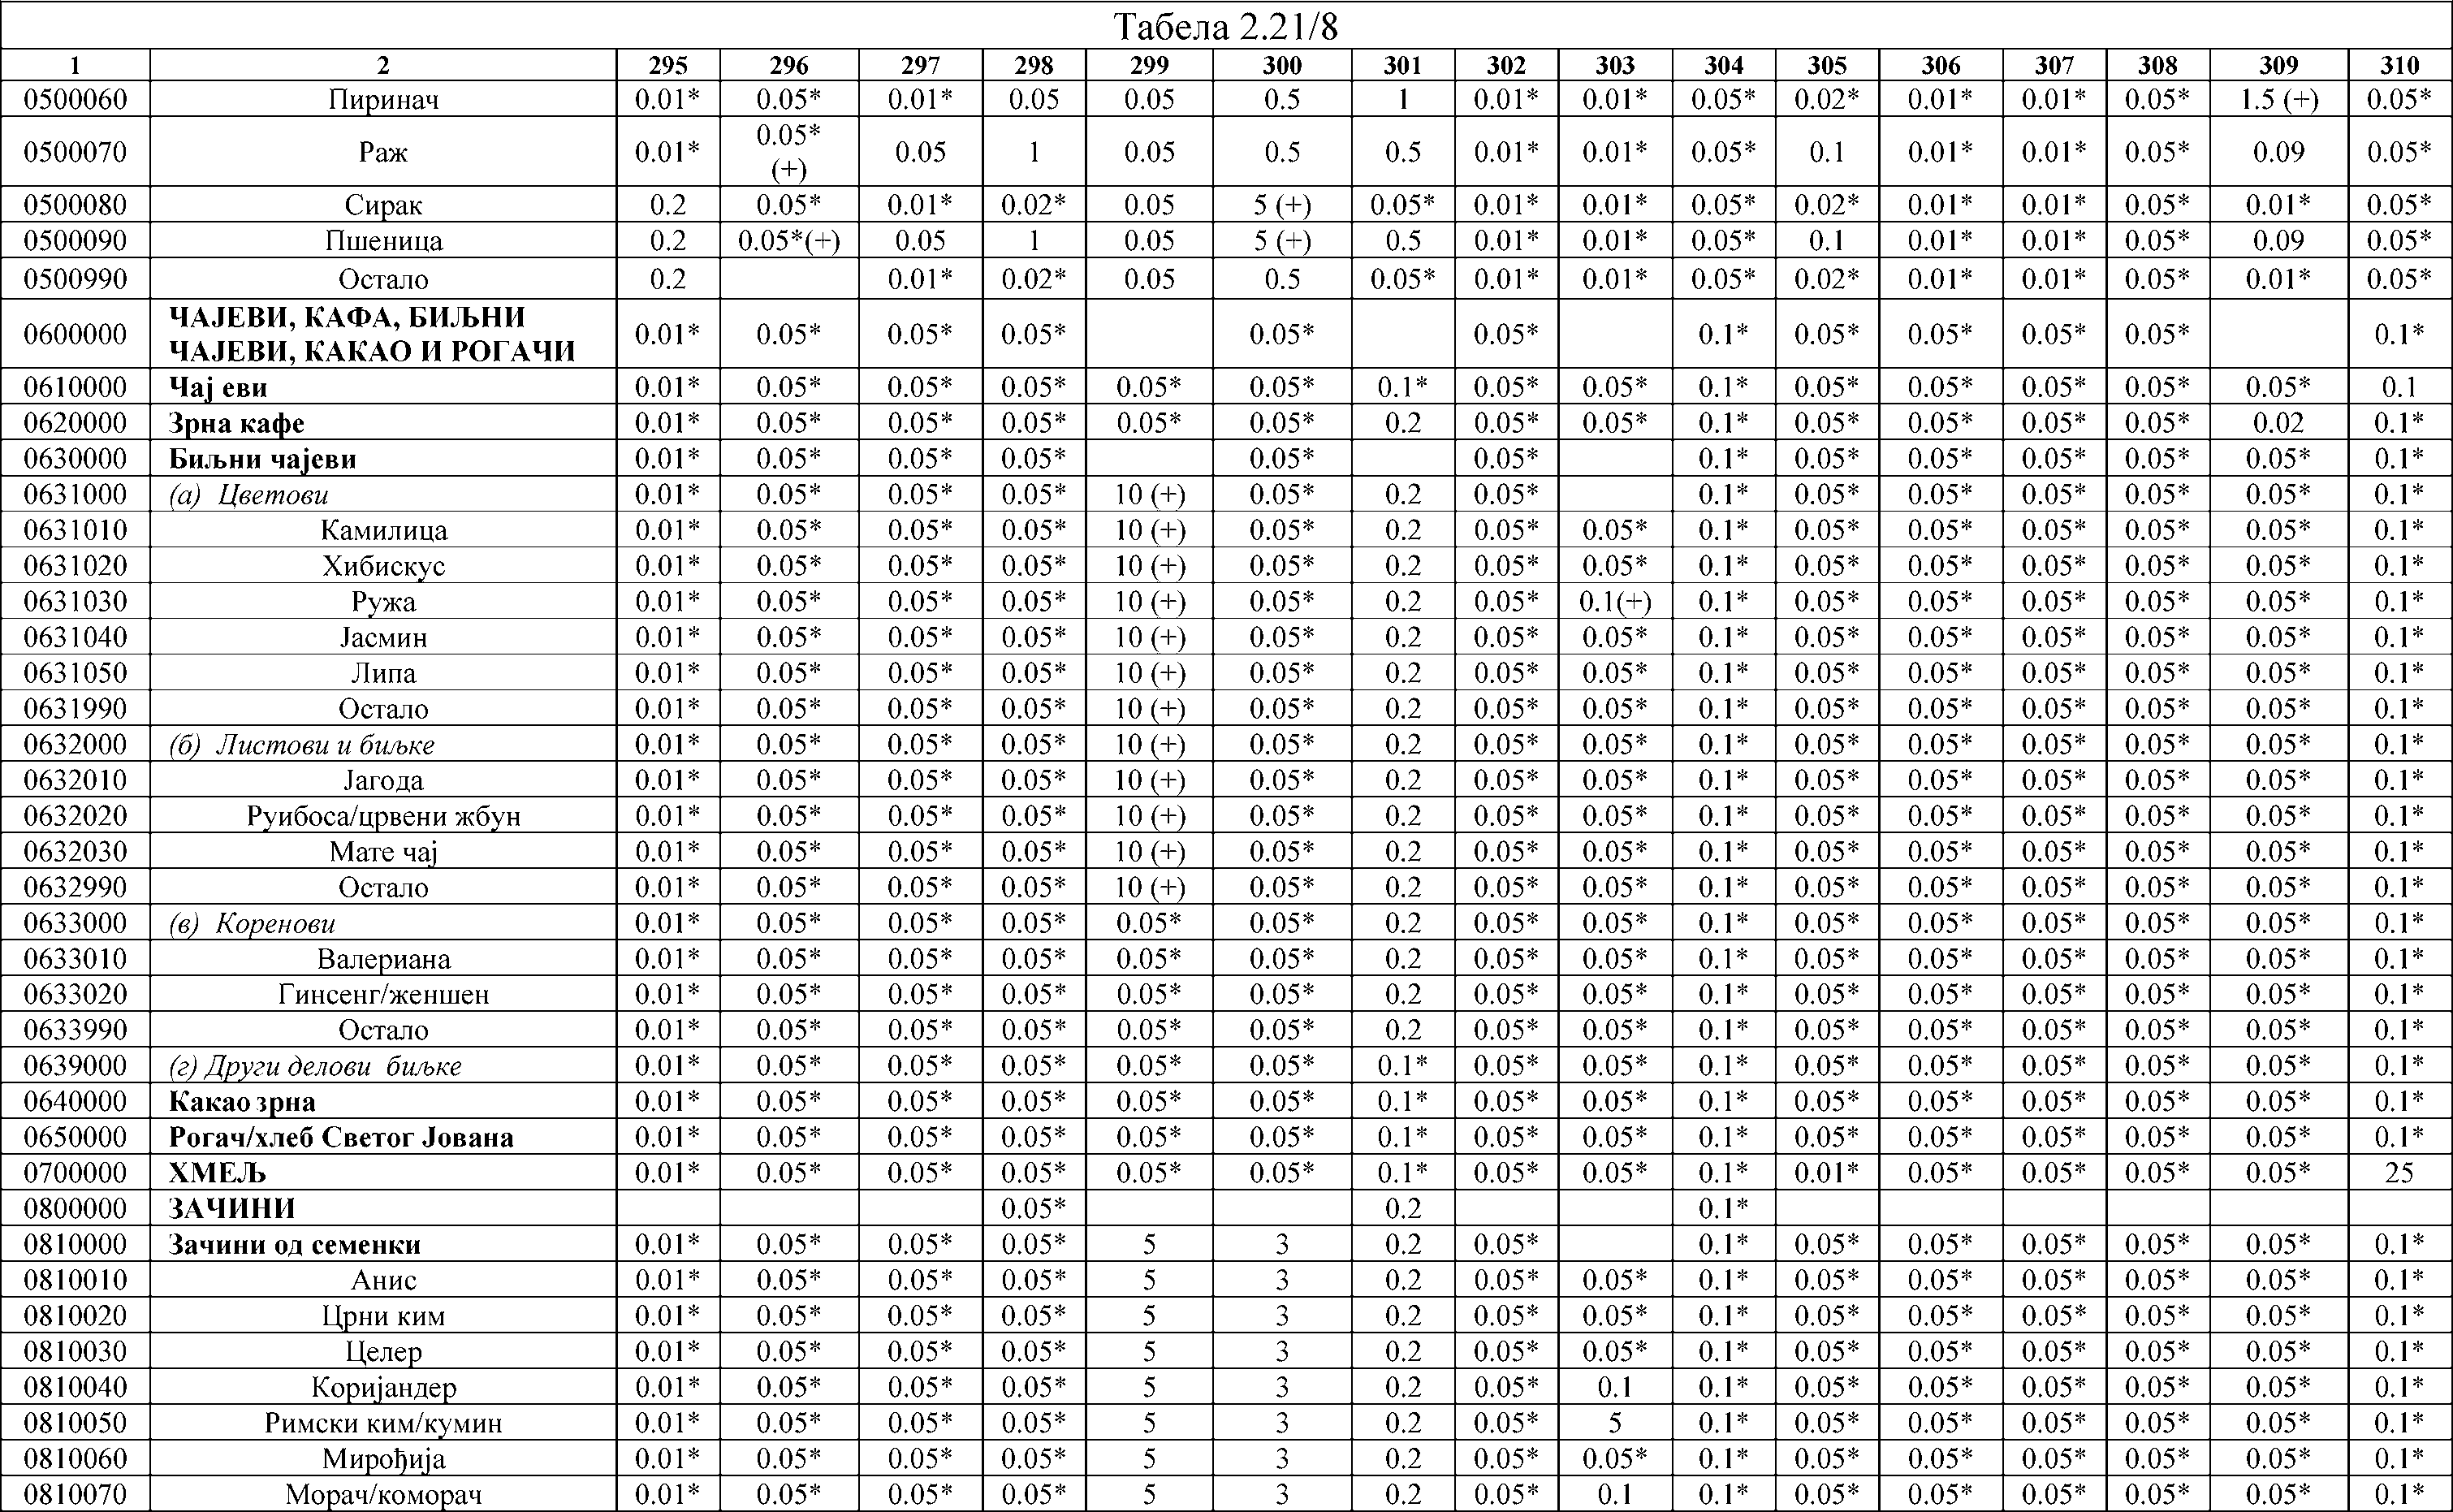 Табела 2.21/8
1 2 295 296 297 298 299 300 301 302 303 304 305 306 307 308 309 310
0500060 Пиринач 0.01* 0.05* 0.01* 0.05 0.05 0.5 1 0.01* 0.01* 0.05* 0.02* 0.01* 0.01* 0.05* 1.5 (+) 0.05*
0500070 Раж 0.01* 0.05* (+) 0.05 1 0.05 0.5 0.5 0.01* 0.01* 0.05* 0.1 0.01* 0.01* 0.05* 0.09 0.05*
0500080 Сирак 0.2 0.05* 0.01* 0.02* 0.05 5 (+) 0.05* 0.01* 0.01* 0.05* 0.02* 0.01* 0.01* 0.05* 0.01* 0.05*
0500090 Пшеница 0.2 0.05*(+) 0.05 1 0.05 5 (+) 0.5 0.01* 0.01* 0.05* 0.1 0.01* 0.01* 0.05* 0.09 0.05*
0500990 Остало 0.2 0.01* 0.02* 0.05 0.5 0.05* 0.01* 0.01* 0.05* 0.02* 0.01* 0.01* 0.05* 0.01* 0.05*
0600000 ЧАЈЕВИ, КАФА, БИЉНИ
ЧАЈЕВИ, КАКАО И РОГАЧИ 0.01* 0.05* 0.05* 0.05* 0.05* 0.05* 0.1* 0.05* 0.05* 0.05* 0.05* 0.1*
0610000 Чај еви 0.01* 0.05* 0.05* 0.05* 0.05* 0.05* 0.1* 0.05* 0.05* 0.1* 0.05* 0.05* 0.05* 0.05* 0.05* 0.1
0620000 Зрна кафе 0.01* 0.05* 0.05* 0.05* 0.05* 0.05* 0.2 0.05* 0.05* 0.1* 0.05* 0.05* 0.05* 0.05* 0.02 0.1*
0630000 Биљни чајеви 0.01* 0.05* 0.05* 0.05* 0.05* 0.05* 0.1* 0.05* 0.05* 0.05* 0.05* 0.05* 0.1*
0631000 (а) Цветови 0.01* 0.05* 0.05* 0.05* 10 (+) 0.05* 0.2 0.05* 0.1* 0.05* 0.05* 0.05* 0.05* 0.05* 0.1*
0631010 Камилица 0.01* 0.05* 0.05* 0.05* 10 (+) 0.05* 0.2 0.05* 0.05* 0.1* 0.05* 0.05* 0.05* 0.05* 0.05* 0.1*
0631020 Хибискус 0.01* 0.05* 0.05* 0.05* 10 (+) 0.05* 0.2 0.05* 0.05* 0.1* 0.05* 0.05* 0.05* 0.05* 0.05* 0.1*
0631030 Ружа 0.01* 0.05* 0.05* 0.05* 10 (+) 0.05* 0.2 0.05* 0.1(+) 0.1* 0.05* 0.05* 0.05* 0.05* 0.05* 0.1*
0631040 Јасмин 0.01* 0.05* 0.05* 0.05* 10 (+) 0.05* 0.2 0.05* 0.05* 0.1* 0.05* 0.05* 0.05* 0.05* 0.05* 0.1*
0631050 Липа 0.01* 0.05* 0.05* 0.05* 10 (+) 0.05* 0.2 0.05* 0.05* 0.1* 0.05* 0.05* 0.05* 0.05* 0.05* 0.1*
0631990 Остало 0.01* 0.05* 0.05* 0.05* 10 (+) 0.05* 0.2 0.05* 0.05* 0.1* 0.05* 0.05* 0.05* 0.05* 0.05* 0.1*
0632000 (б) Листови и биљке 0.01* 0.05* 0.05* 0.05* 10 (+) 0.05* 0.2 0.05* 0.05* 0.1* 0.05* 0.05* 0.05* 0.05* 0.05* 0.1*
0632010 Јагода 0.01* 0.05* 0.05* 0.05* 10 (+) 0.05* 0.2 0.05* 0.05* 0.1* 0.05* 0.05* 0.05* 0.05* 0.05* 0.1*
0632020 Руибоса/црвени жбун 0.01* 0.05* 0.05* 0.05* 10 (+) 0.05* 0.2 0.05* 0.05* 0.1* 0.05* 0.05* 0.05* 0.05* 0.05* 0.1*
0632030 Мате чај 0.01* 0.05* 0.05* 0.05* 10 (+) 0.05* 0.2 0.05* 0.05* 0.1* 0.05* 0.05* 0.05* 0.05* 0.05* 0.1*
0632990 Остало 0.01* 0.05* 0.05* 0.05* 10 (+) 0.05* 0.2 0.05* 0.05* 0.1* 0.05* 0.05* 0.05* 0.05* 0.05* 0.1*
0633000 (в) Коренови 0.01* 0.05* 0.05* 0.05* 0.05* 0.05* 0.2 0.05* 0.05* 0.1* 0.05* 0.05* 0.05* 0.05* 0.05* 0.1*
0633010 Валериана 0.01* 0.05* 0.05* 0.05* 0.05* 0.05* 0.2 0.05* 0.05* 0.1* 0.05* 0.05* 0.05* 0.05* 0.05* 0.1*
0633020 Гинсенг/женшен 0.01* 0.05* 0.05* 0.05* 0.05* 0.05* 0.2 0.05* 0.05* 0.1* 0.05* 0.05* 0.05* 0.05* 0.05* 0.1*
0633990 Остало 0.01* 0.05* 0.05* 0.05* 0.05* 0.05* 0.2 0.05* 0.05* 0.1* 0.05* 0.05* 0.05* 0.05* 0.05* 0.1*
0639000 (г) Други делови биљке 0.01* 0.05* 0.05* 0.05* 0.05* 0.05* 0.1* 0.05* 0.05* 0.1* 0.05* 0.05* 0.05* 0.05* 0.05* 0.1*
0640000 Какао зрна 0.01* 0.05* 0.05* 0.05* 0.05* 0.05* 0.1* 0.05* 0.05* 0.1* 0.05* 0.05* 0.05* 0.05* 0.05* 0.1*
0650000 Рогач/хлеб Светог Јована 0.01* 0.05* 0.05* 0.05* 0.05* 0.05* 0.1* 0.05* 0.05* 0.1* 0.05* 0.05* 0.05* 0.05* 0.05* 0.1*
0700000 ХМЕЉ 0.01* 0.05* 0.05* 0.05* 0.05* 0.05* 0.1* 0.05* 0.05* 0.1* 0.01* 0.05* 0.05* 0.05* 0.05* 25
0800000 ЗАЧИНИ 0.05* 0.2 0.1*
0810000 Зачини од семенки 0.01* 0.05* 0.05* 0.05* 5 3 0.2 0.05* 0.1* 0.05* 0.05* 0.05* 0.05* 0.05* 0.1*
0810010 Анис 0.01* 0.05* 0.05* 0.05* 5 3 0.2 0.05* 0.05* 0.1* 0.05* 0.05* 0.05* 0.05* 0.05* 0.1*
0810020 Црни ким 0.01* 0.05* 0.05* 0.05* 5 3 0.2 0.05* 0.05* 0.1* 0.05* 0.05* 0.05* 0.05* 0.05* 0.1*
0810030 Целер 0.01* 0.05* 0.05* 0.05* 5 3 0.2 0.05* 0.05* 0.1* 0.05* 0.05* 0.05* 0.05* 0.05* 0.1*
0810040 Коријандер 0.01* 0.05* 0.05* 0.05* 5 3 0.2 0.05* 0.1 0.1* 0.05* 0.05* 0.05* 0.05* 0.05* 0.1*
0810050 Римски ким/кумин 0.01* 0.05* 0.05* 0.05* 5 3 0.2 0.05* 5 0.1* 0.05* 0.05* 0.05* 0.05* 0.05* 0.1*
0810060 Мирођија 0.01* 0.05* 0.05* 0.05* 5 3 0.2 0.05* 0.05* 0.1* 0.05* 0.05* 0.05* 0.05* 0.05* 0.1*
0810070 Морач/коморач 0.01* 0.05* 0.05* 0.05* 5 3 0.2 0.05* 0.1 0.1* 0.05* 0.05* 0.05* 0.05* 0.05* 0.1*